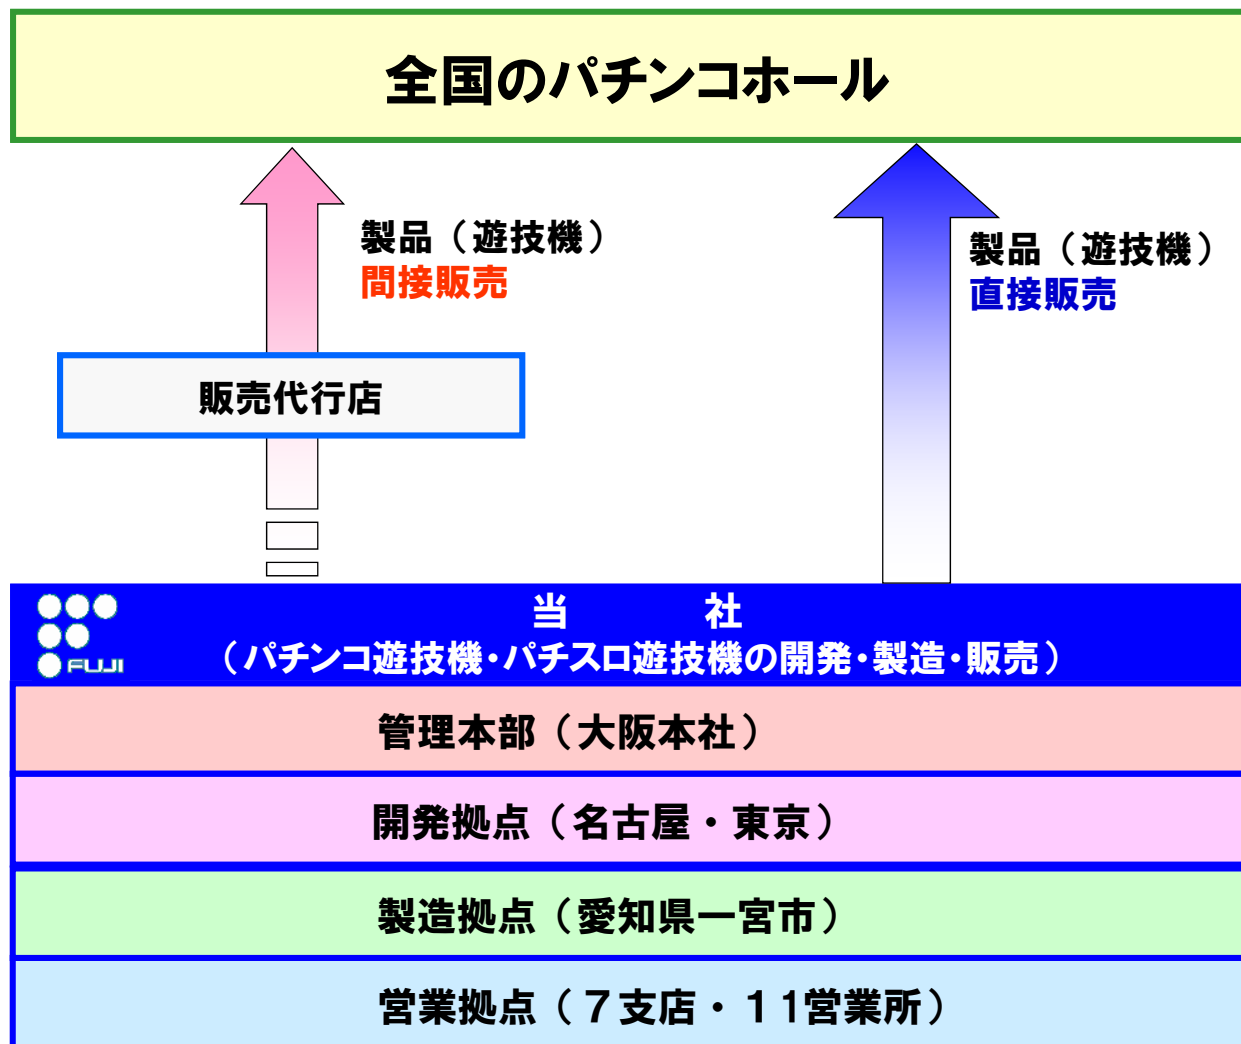 全国のパチンコホール
製品（遊技機）
間接販売
製品（遊技機）
直接販売
販売代行店
当　　社
（パチンコ遊技機・パチスロ遊技機の開発・製造・販売）
FUJI
管理本部（大阪本社）
開発拠点（名古屋・東京）
製造拠点（愛知県一宮市）
営業拠点（７支店・１1営業所）